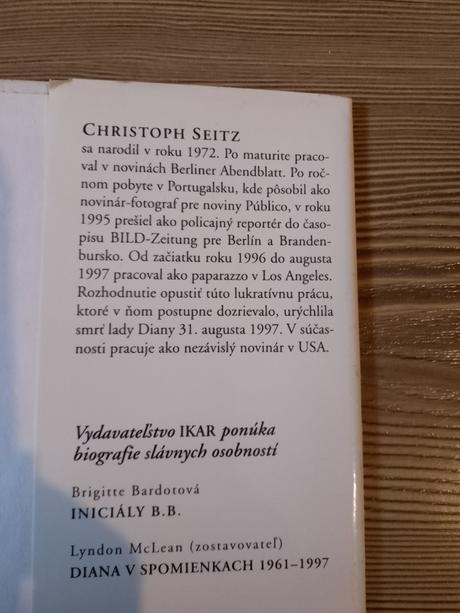 CHRISTOPH SEITZ
sa narodil v roku 1972. Po maturite praco-
val v novinách Berliner Abendblatt. Po roč-
nom pobyte v Portugalsku, kde pôsobil ako
novinár-fotograf pre noviny Público, v roku
1995 prešiel ako policajný reportér do časo-
pisu BILD-Zeitung pre Berlín a Branden-
bursko. Od začiatku roku 1996 do augusta
1997 pracoval ako paparazzo v Los Angeles.
Rozhodnutie opustiť túto lukratívnu prácu,
ktoré v ňom postupne dozrievalo, urýchlila
smrť lady Diany 31. augusta 1997. V súčas-
nosti pracuje ako nezávislý novinár v USA.
Vydavateľstvo IKAR ponúka
biografie slávnych osobností
Brigitte Bardotová
INICIÁLY B.B.
Lyndon McLean (zostavovateľ)
DIANA V SPOMIENKACH 1961–1997